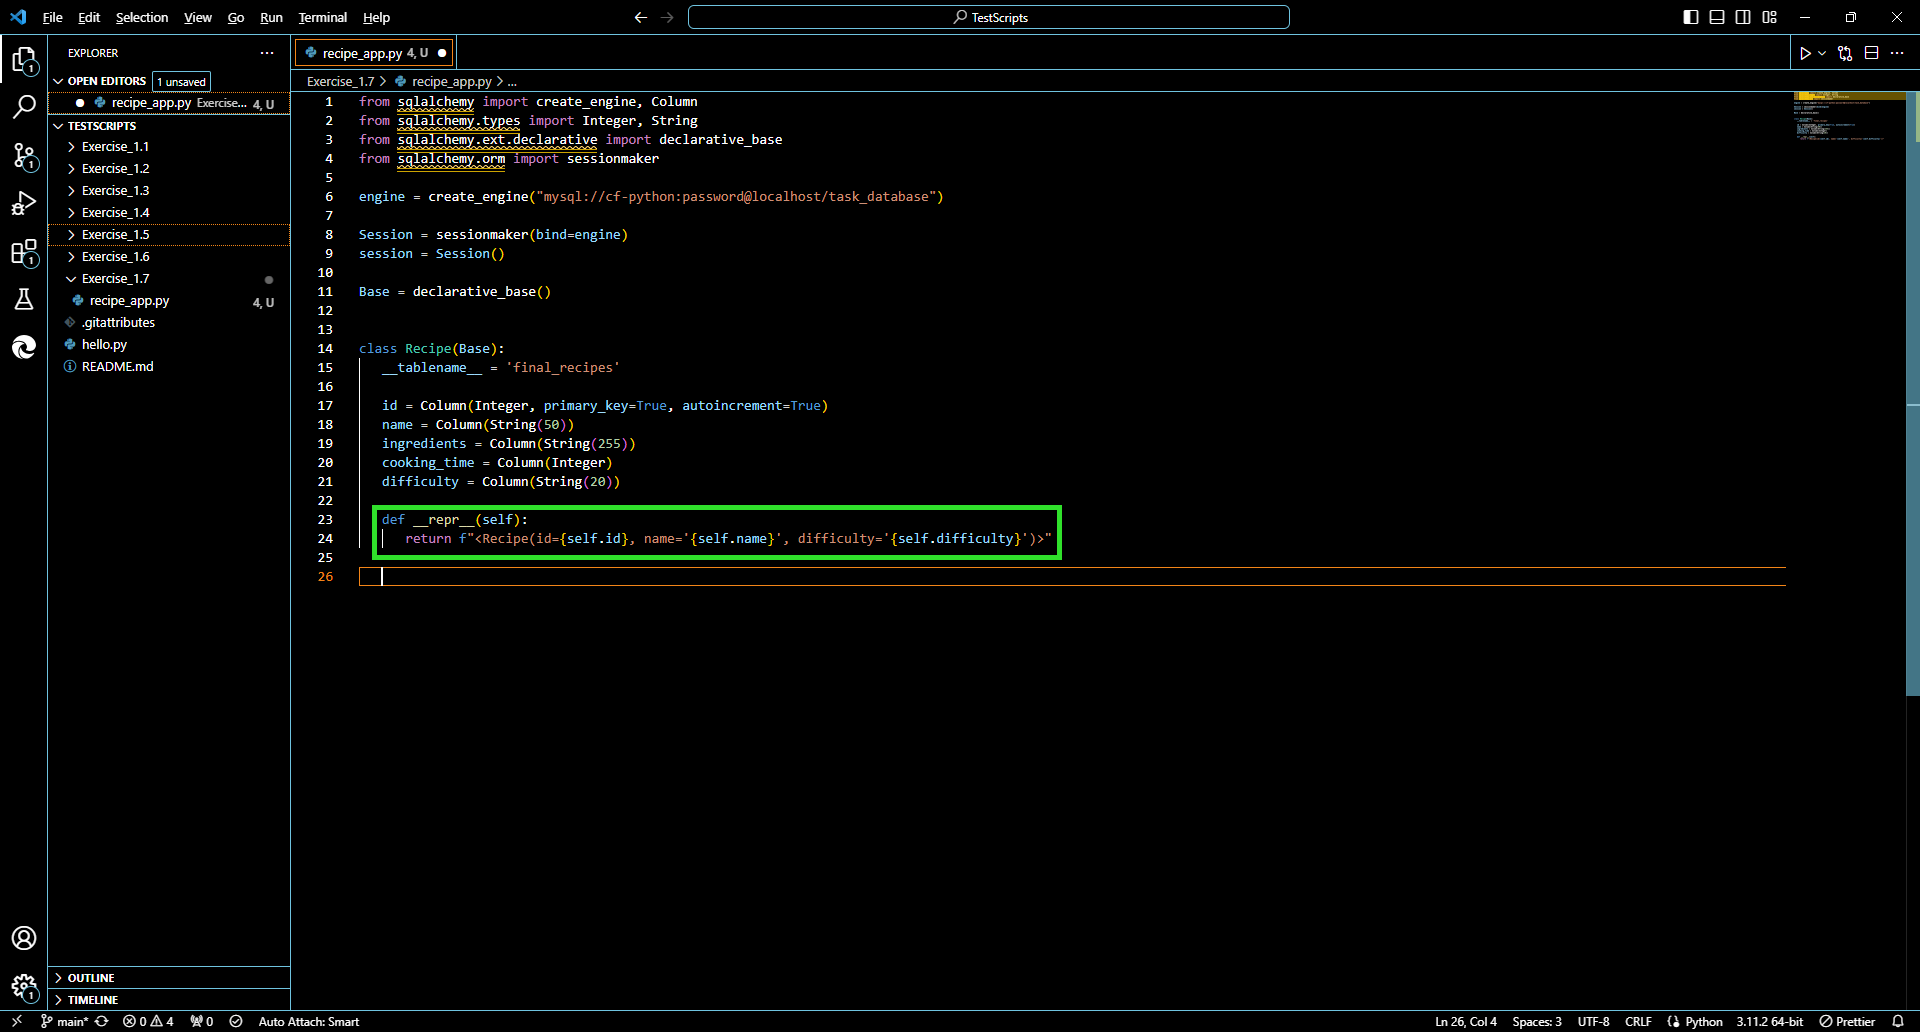 File Edit Selection View Go Run Terminal Help
TestScripts
EXPLORER
OPEN EDITORS 1 unsaved
recipe_app.py Exercise... 4, U
TESTSCRIPTS
Exercise_1.1
Exercise_1.2
Exercise_1.3
Exercise_1.4
Exercise_1.5
Exercise_1.6
Exercise_1.7
recipe_app.py 4, U
.gitattributes
hello.py
README.md
OUTLINE
TIMELINE
1
1
1
1
recipe_app.py 4, U
Exercise_1.7 > recipe_app.py > ...
1 from sqlalchemy import create_engine, Column
2 from sqlalchemy.types import Integer, String
3 from sqlalchemy.ext.declarative import declarative_base
4 from sqlalchemy.orm import sessionmaker
5
6 engine = create_engine("mysql://cf-python:password@localhost/task_database")
7
8 Session = sessionmaker(bind=engine)
9 session = Session()
10
11 Base = declarative_base()
12
13
14 class Recipe(Base):
15 __tablename__ = 'final_recipes'
16
17 id = Column(Integer, primary_key=True, autoincrement=True)
18 name = Column(String(50))
19 ingredients = Column(String(255))
20 cooking_time = Column(Integer)
21 difficulty = Column(String(20))
22
23 def __repr__(self):
24 return f"<Recipe(id={self.id}, name='{self.name}', difficulty='{self.difficulty}')>"
25
26
main* 0 4 0 Auto Attach: Smart
Ln 26, Col 4 Spaces: 3 UTF-8 CRLF Python 3.11.2 64-bit Prettier